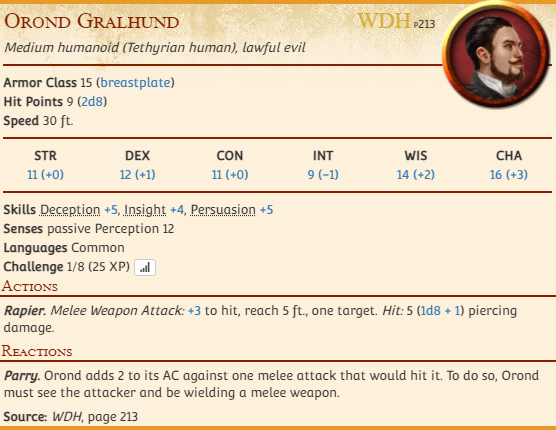 Orond Gralhund
WDH p213
Medium humanoid (Tethyrian human), lawful evil
Armor Class 15 (breastplate)
Hit Points 9 (2d8)
Speed 30 ft.
STR DEX CON INT WIS CHA
11 (+0) 12 (+1) 11 (+0) 9 (−1) 14 (+2) 16 (+3)
Skills Deception +5, Insight +4, Persuasion +5
Senses passive Perception 12
Languages Common
Challenge 1/8 (25 XP)
Actions
Rapier. Melee Weapon Attack: +3 to hit, reach 5 ft., one target. Hit: 5 (1d8 + 1) piercing
damage.
Reactions
Parry. Orond adds 2 to its AC against one melee attack that would hit it. To do so, Orond
must see the attacker and be wielding a melee weapon.
Source: WDH, page 213